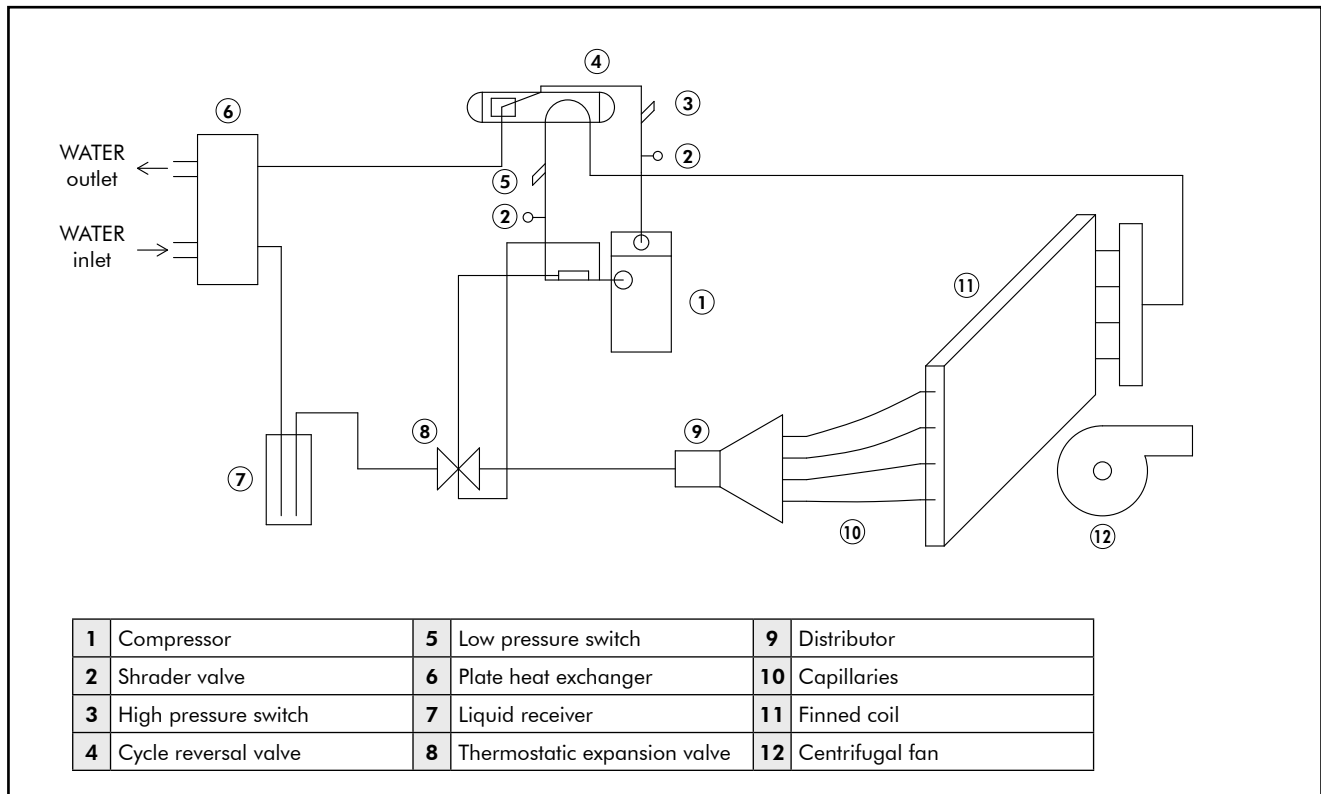 4
3
6
WATER
outlet
2
5
2
WATER
inlet
1
11
8
9
7
10
12
1 Compressor 5 Low pressure switch 9 Distributor
2 Shrader valve 6 Plate heat exchanger 10 Capillaries
3 High pressure switch 7 Liquid receiver 11 Finned coil
4 Cycle reversal valve 8 Thermostatic expansion valve 12 Centrifugal fan